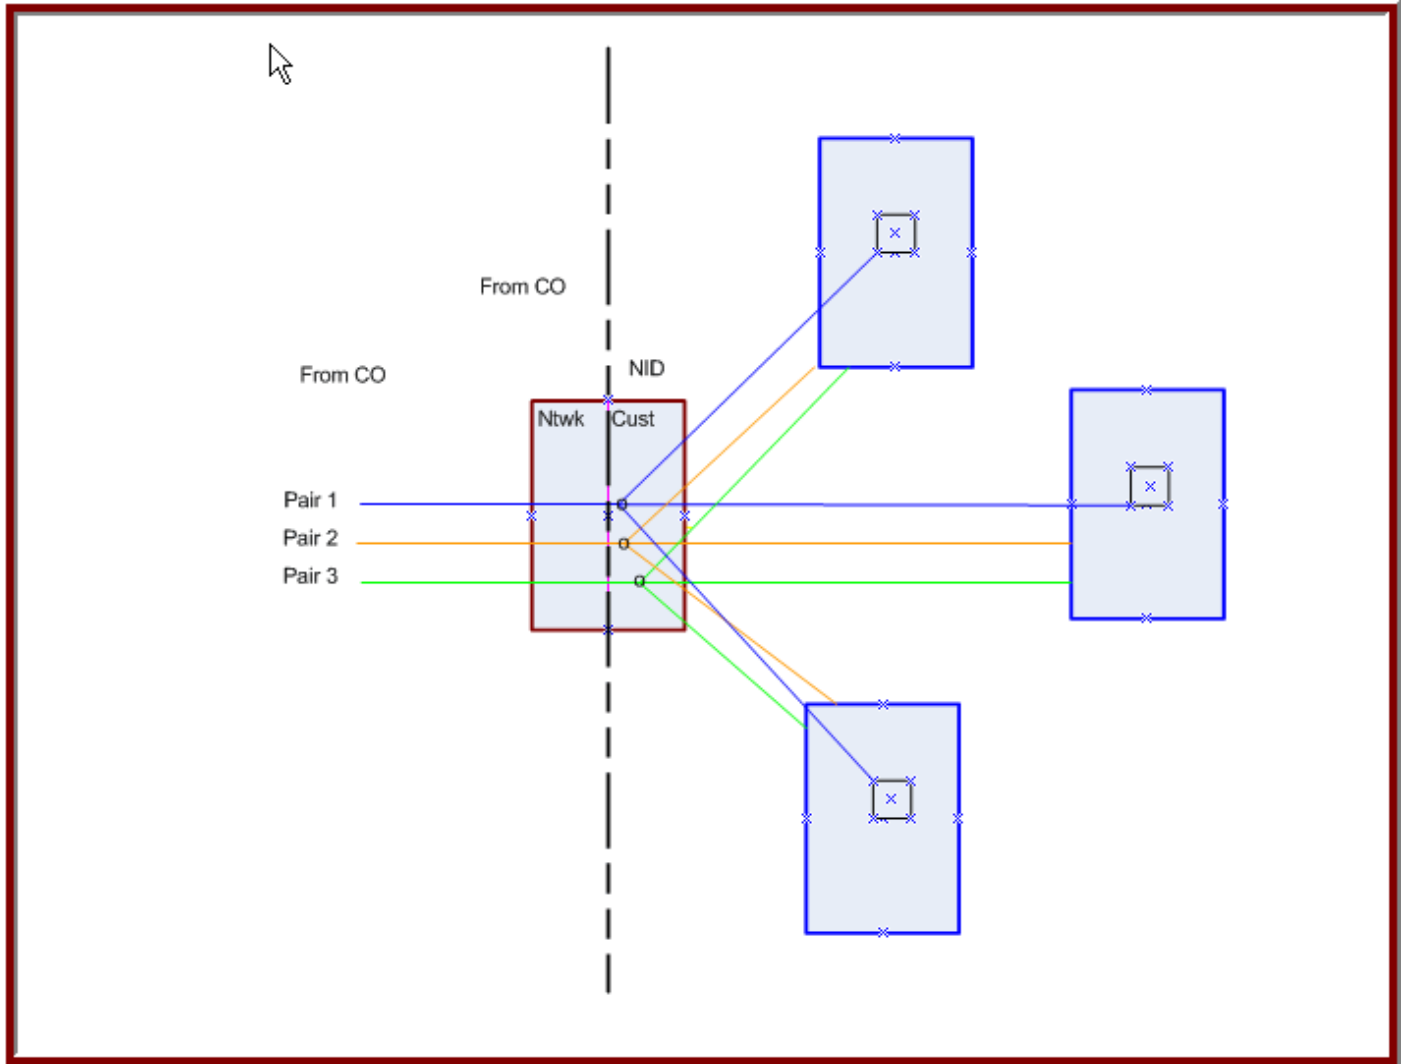 From CO
NID
From CO
Ntwk
Cust
Pair 1
Pair 2
Pair 3
o
o
o